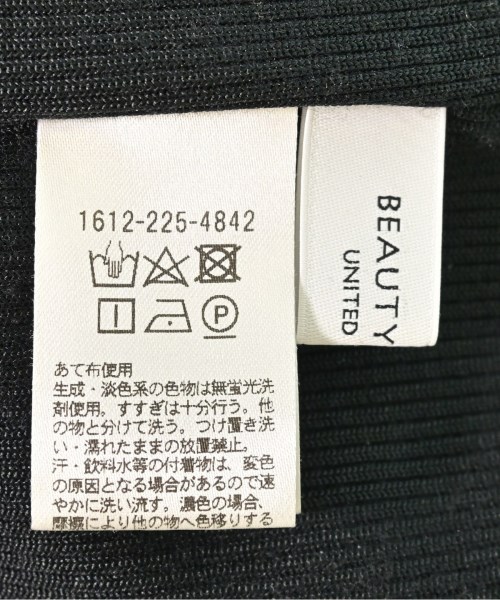 1612-225-4842
P
あて布使用
生成・淡色系の色物は無蛍光洗
剤使用。すすぎは十分行う。他
の物と分けて洗う。つけ置き洗
い・濡れたままの放置禁止。
汗・飲料水等の付着物は、変色
の原因となる場合があるので速
やかに洗い流す。濃色の場合、
摩擦により他の物へ色移りする
BEAUTY
UNITED